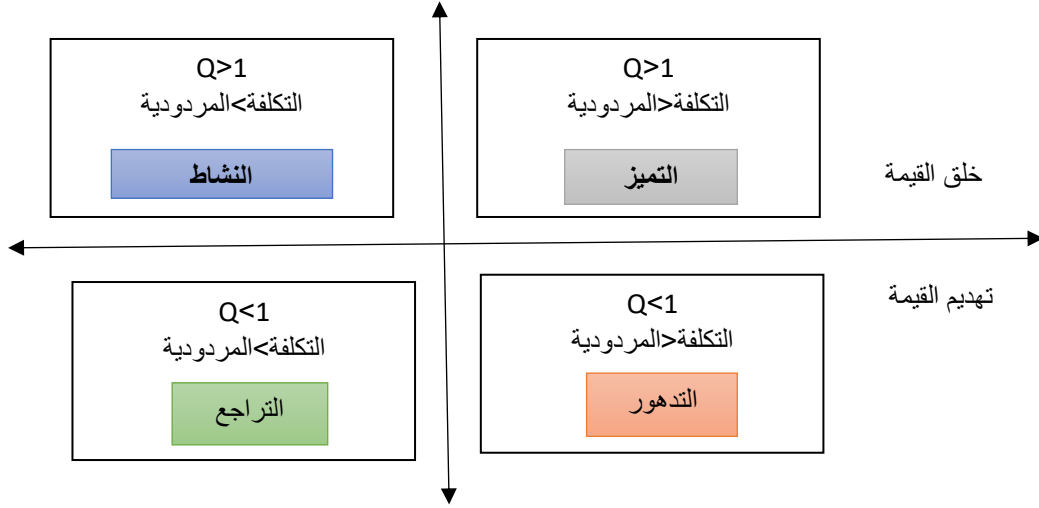 Q>1
التكلفة<المردودية
النشاط
Q>1
التكلفة>المردودية
التميز
خلق القيمة
Q<1
التكلفة<المردودية
التراجع
Q<1
التكلفة>المردودية
التدهور
تهديم القيمة